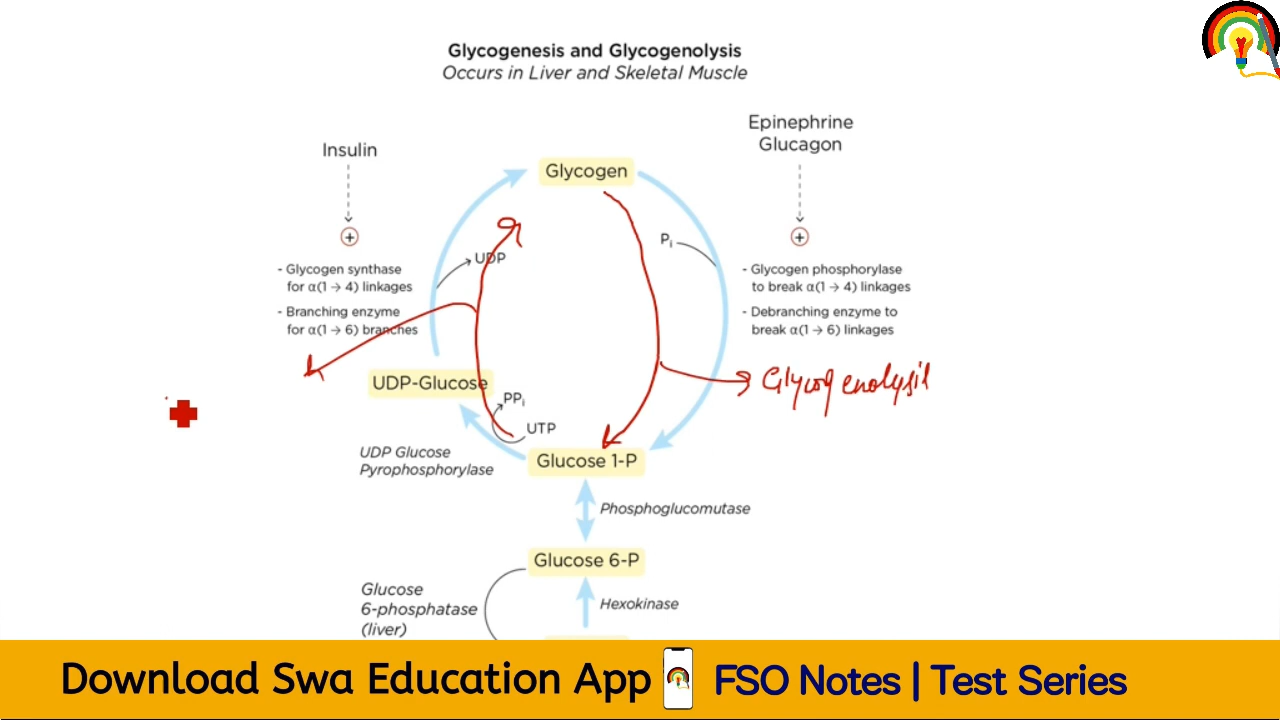 Glycogenesis and Glycogenolysis
Occurs in Liver and Skeletal Muscle
Epinephrine
Glucagon
Insulin
Glycogen
+
+
Pi
UDP
- Glycogen synthase
for α(1 → 4) linkages
- Branching enzyme
for α(1 → 6) branches
- Glycogen phosphorylase
to break α(1 → 4) linkages
- Debranching enzyme to
break α(1 → 6) linkages
Glycogenolysis
UDP-Glucose
PPi
UTP
UDP Glucose
Pyrophosphorylase
Glucose 1-P
Phosphoglucomutase
Glucose 6-P
Glucose
6-phosphatase
(liver)
Hexokinase
Download Swa Education App
FSO Notes | Test Series